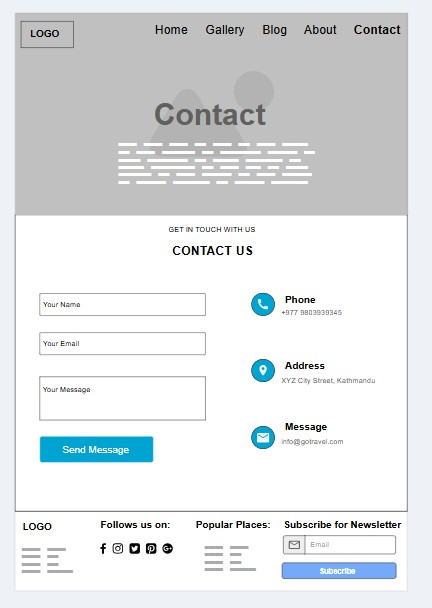 LOGO
Home Gallery Blog About Contact
Contact
GET IN TOUCH WITH US
CONTACT US
Your Name
Your Email
Your Message
Send Message
Phone
+977 9803939345
Address
XYZ City Street, Kathmandu
Message
info@gotravel.com
LOGO
Follows us on:
Popular Places:
Subscribe for Newsletter
Email
Subscribe